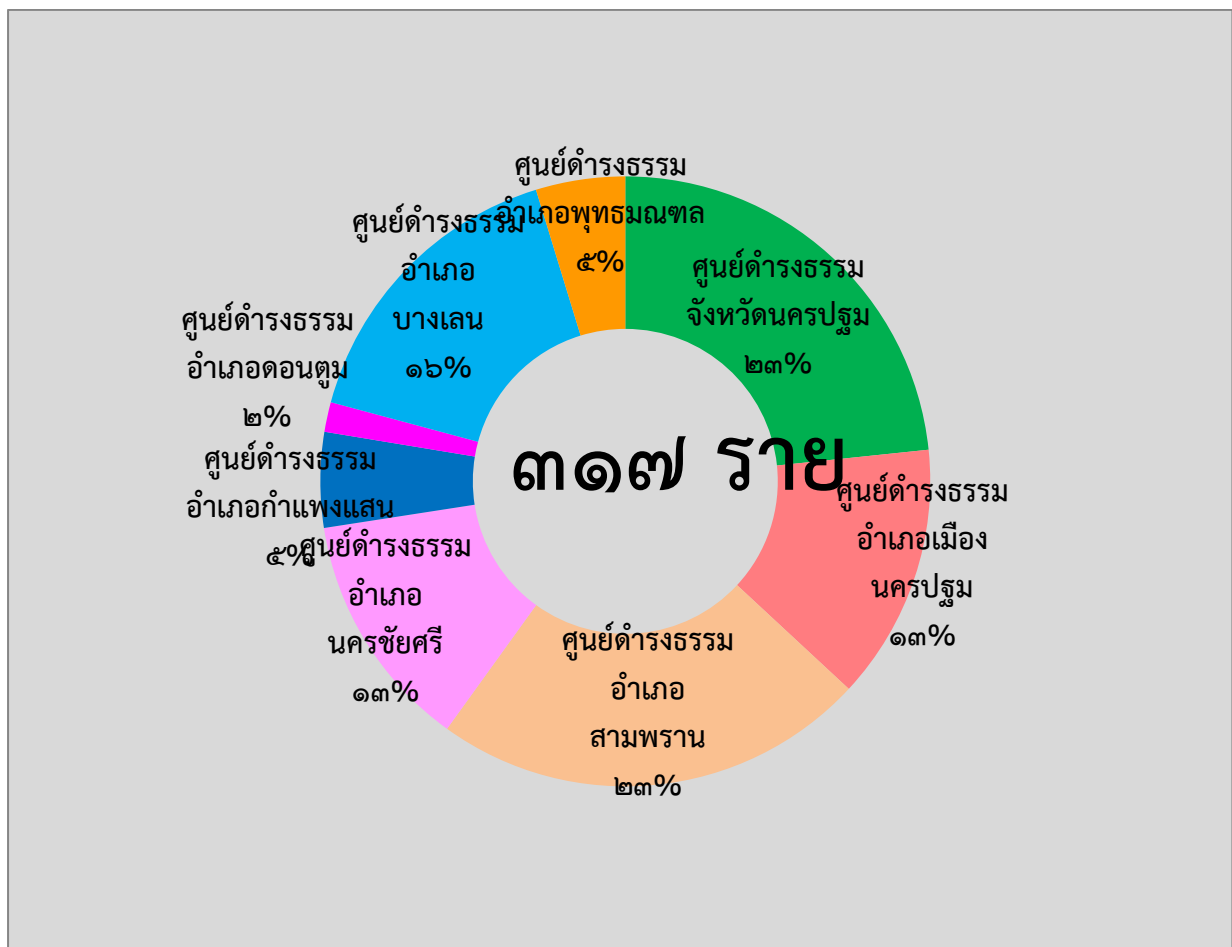 ศูนย์ดำรงธรรม
อำเภอพุทธมณฑล
๕%
ศูนย์ดำรงธรรม
จังหวัดนครปฐม
๒๓%
ศูนย์ดำรงธรรม
อำเภอเมือง
นครปฐม
๑๓%
ศูนย์ดำรงธรรม
อำเภอ
สามพราน
๒๓%
ศูนย์ดำรงธรรม
อำเภอ
นครชัยศรี
๑๓%
ศูนย์ดำรงธรรม
อำเภอกำแพงแสน
๕%
ศูนย์ดำรงธรรม
อำเภอดอนตูม
๒%
ศูนย์ดำรงธรรม
อำเภอ
บางเลน
๑๖%
๓๑๗ ราย